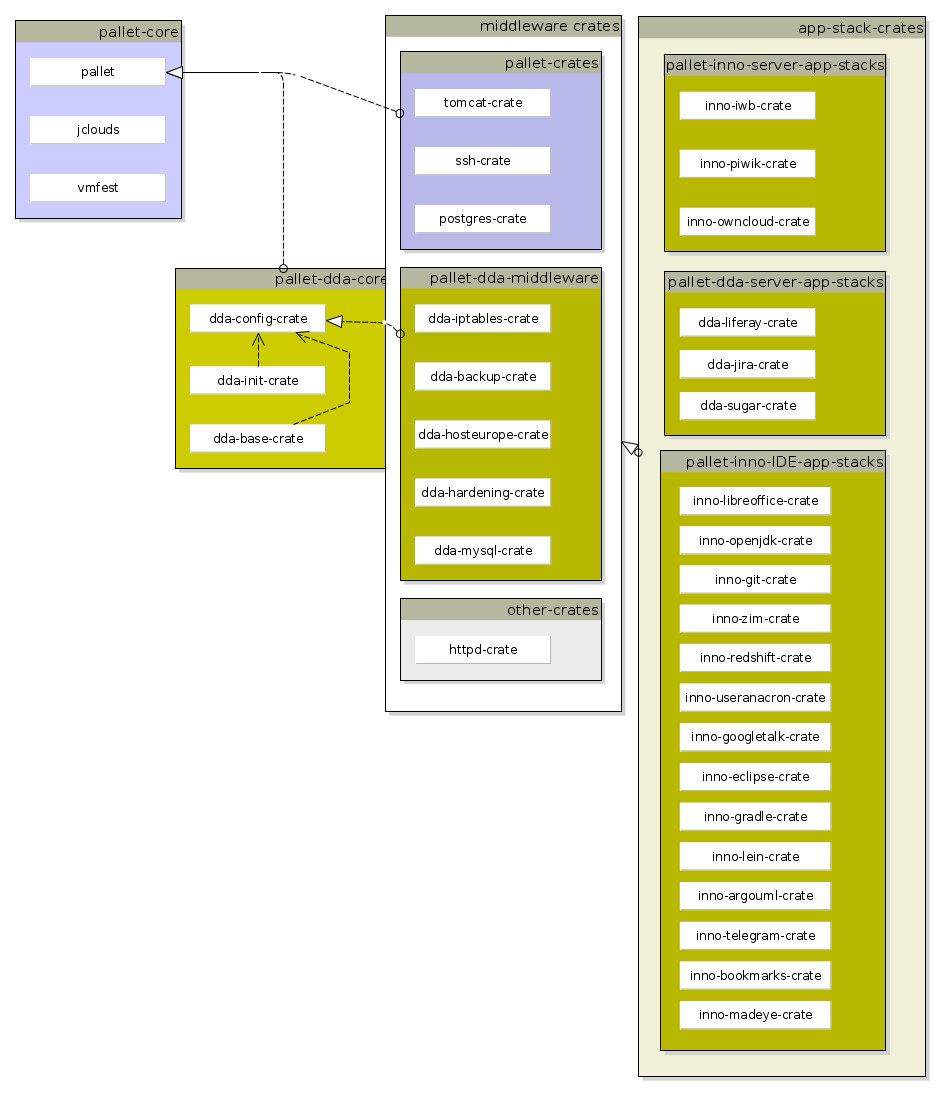 pallet-core
pallet
jclouds
vmfest
pallet-dda-core
dda-config-crate
dda-init-crate
dda-base-crate
middleware crates
pallet-crates
tomcat-crate
ssh-crate
postgres-crate
pallet-dda-middleware
dda-iptables-crate
dda-backup-crate
dda-hosteurope-crate
dda-hardening-crate
dda-mysql-crate
other-crates
httpd-crate
app-stack-crates
pallet-inno-server-app-stacks
inno-iwb-crate
inno-piwik-crate
inno-owncloud-crate
pallet-dda-server-app-stacks
dda-liferay-crate
dda-jira-crate
dda-sugar-crate
pallet-inno-IDE-app-stacks
inno-libreoffice-crate
inno-openjdk-crate
inno-git-crate
inno-zim-crate
inno-redshift-crate
inno-useranacron-crate
inno-googletalk-crate
inno-eclipse-crate
inno-gradle-crate
inno-lein-crate
inno-argouml-crate
inno-telegram-crate
inno-bookmarks-crate
inno-madeye-crate